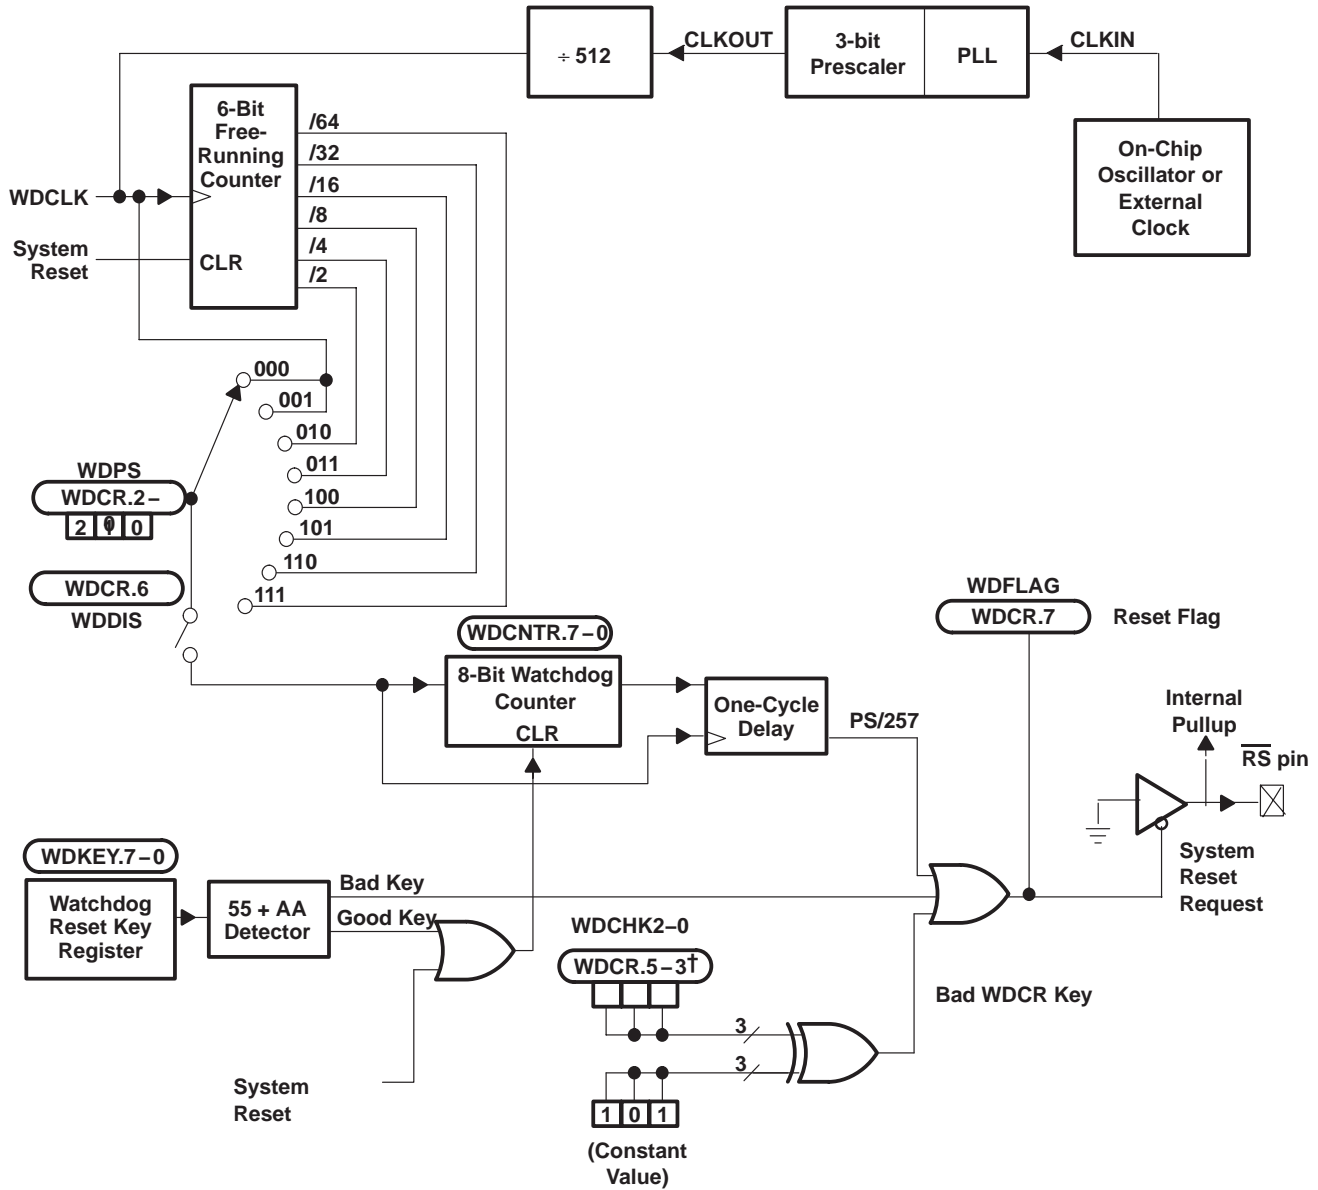 ÷ 512
CLKOUT
3-bit
Prescaler
PLL
CLKIN
On-Chip
Oscillator or
External
Clock
6-Bit
Free-
Running
Counter
CLR
/64
/32
/16
/8
/4
/2
WDCLK
System
Reset
000
001
010
011
100
101
110
111
WDPS
WDCR.2–
2
0
WDCR.6
WDDIS
WDCNTR.7–0
8-Bit Watchdog
Counter
CLR
One-Cycle
Delay
PS/257
WDFLAG
WDCR.7
Reset Flag
Internal
Pullup
RS pin
System
Reset
Request
WDKEY.7–0
Watchdog
Reset Key
Register
55 + AA
Detector
Bad Key
Good Key
System
Reset
WDCHK2–0
WDCR.5–3†
3
3
1 0 1
(Constant
Value)
Bad WDCR Key